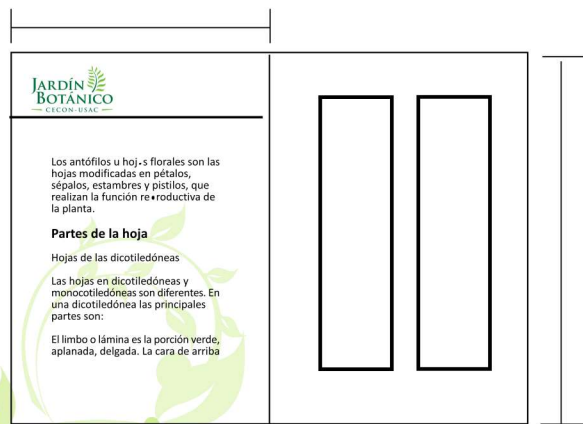 JARDÍN
BOTÁNICO
CECON-USAC
Los antófilos u hoj.s florales son las
hojas modificadas en pétalos,
sépalos, estambres y pistilos, que
realizan la función re•roductiva de
la planta.
Partes de la hoja
Hojas de las dicotiledóneas
Las hojas en dicotiledóneas y
monocotiledóneas son diferentes. En
una dicotiledónea las principales
partes son:
El limbo o lámina es la porción verde,
aplanada, delgada. La cara de arriba